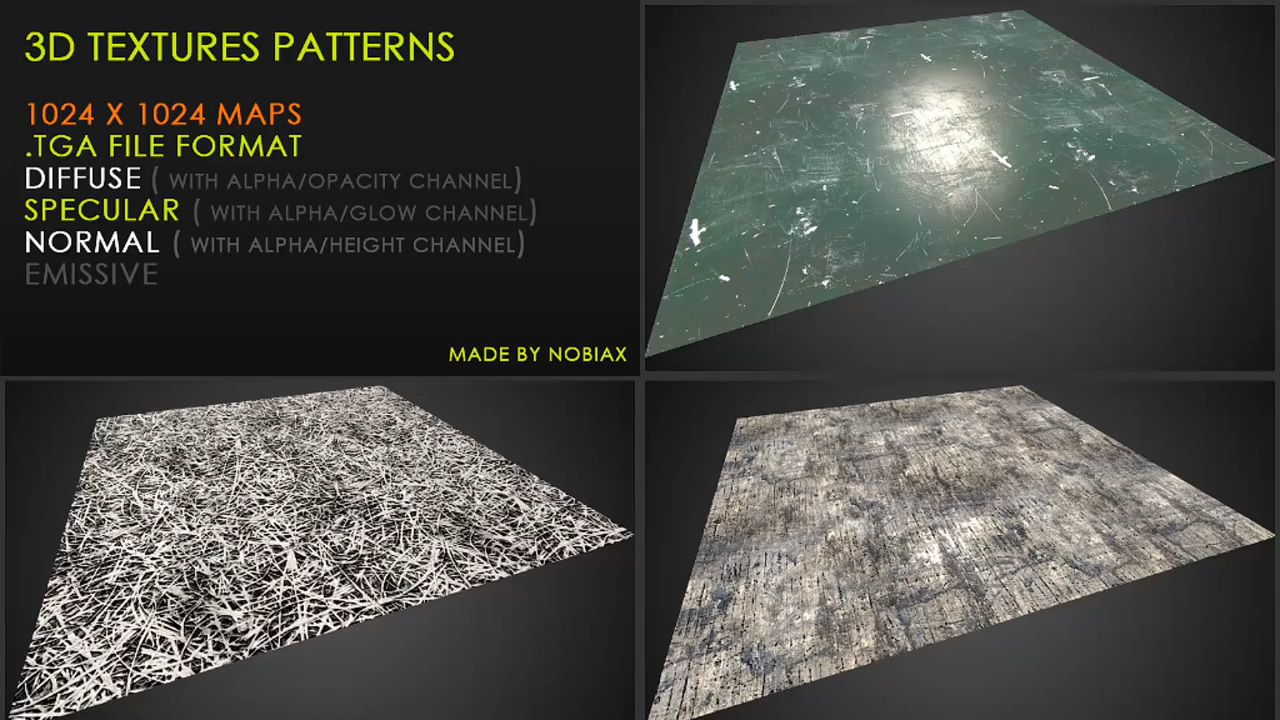 3D TEXTURES PATTERNS
1024 X 1024 MAPS
.TGA FILE FORMAT
DIFFUSE ( WITH ALPHA/OPACITY CHANNEL)
SPECULAR ( WITH ALPHA/GLOW CHANNEL)
NORMAL ( WITH ALPHA/HEIGHT CHANNEL)
EMISSIVE
MADE BY NOBIAX